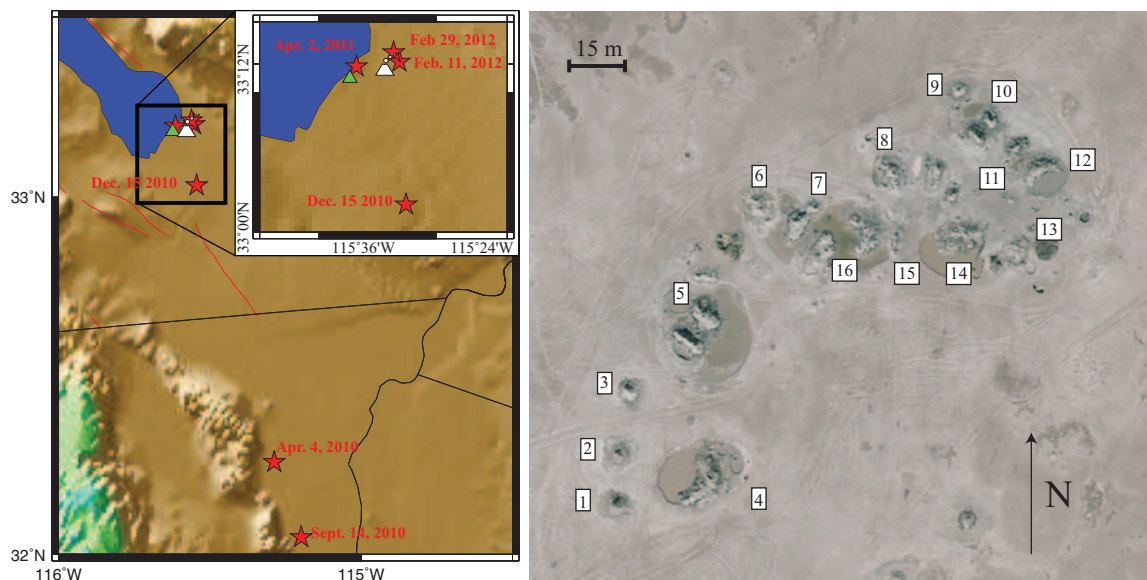 Apr. 2, 2011
Feb 29, 2012
Feb. 11, 2012
33°12'N
Dec. 15 2010
33°00'N
115°36'W
115°24'W
Dec. 15 2010
33°N
Apr. 4, 2010
Sept. 14, 2010
32°N
116°W
115°W
15 m
9
10
8
12
11
6
7
13
16
15
14
5
3
2
1
4
N